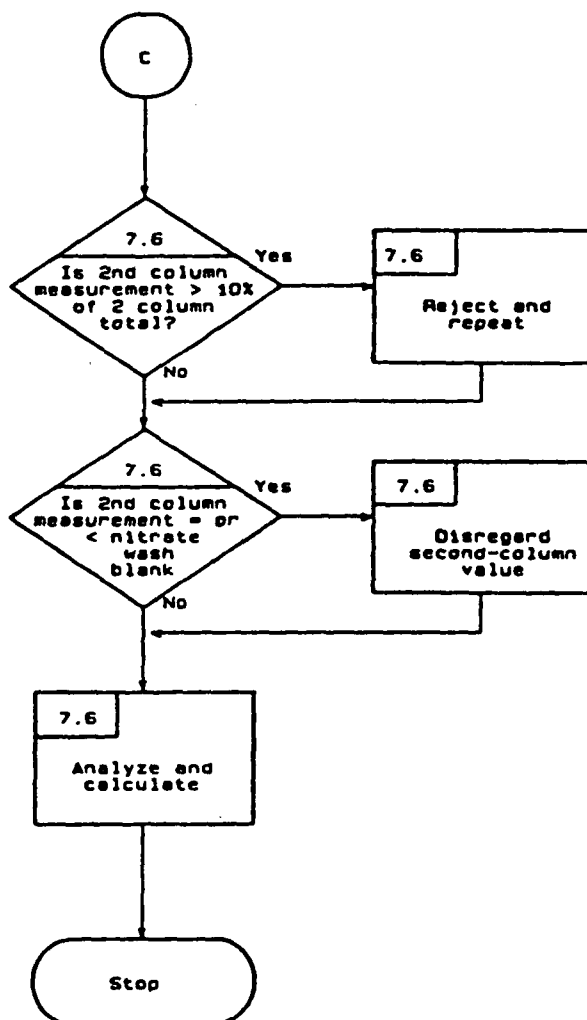 C
7.6
Is 2nd column
measurement > 10%
of 2 column
total?
Yes
7.6
Reject and
repeat
No
7.6
Is 2nd column
measurement = or
< nitrate
wash
blank
Yes
7.6
Disregard
second-column
value
No
7.6
Analyze and
calculate
Stop